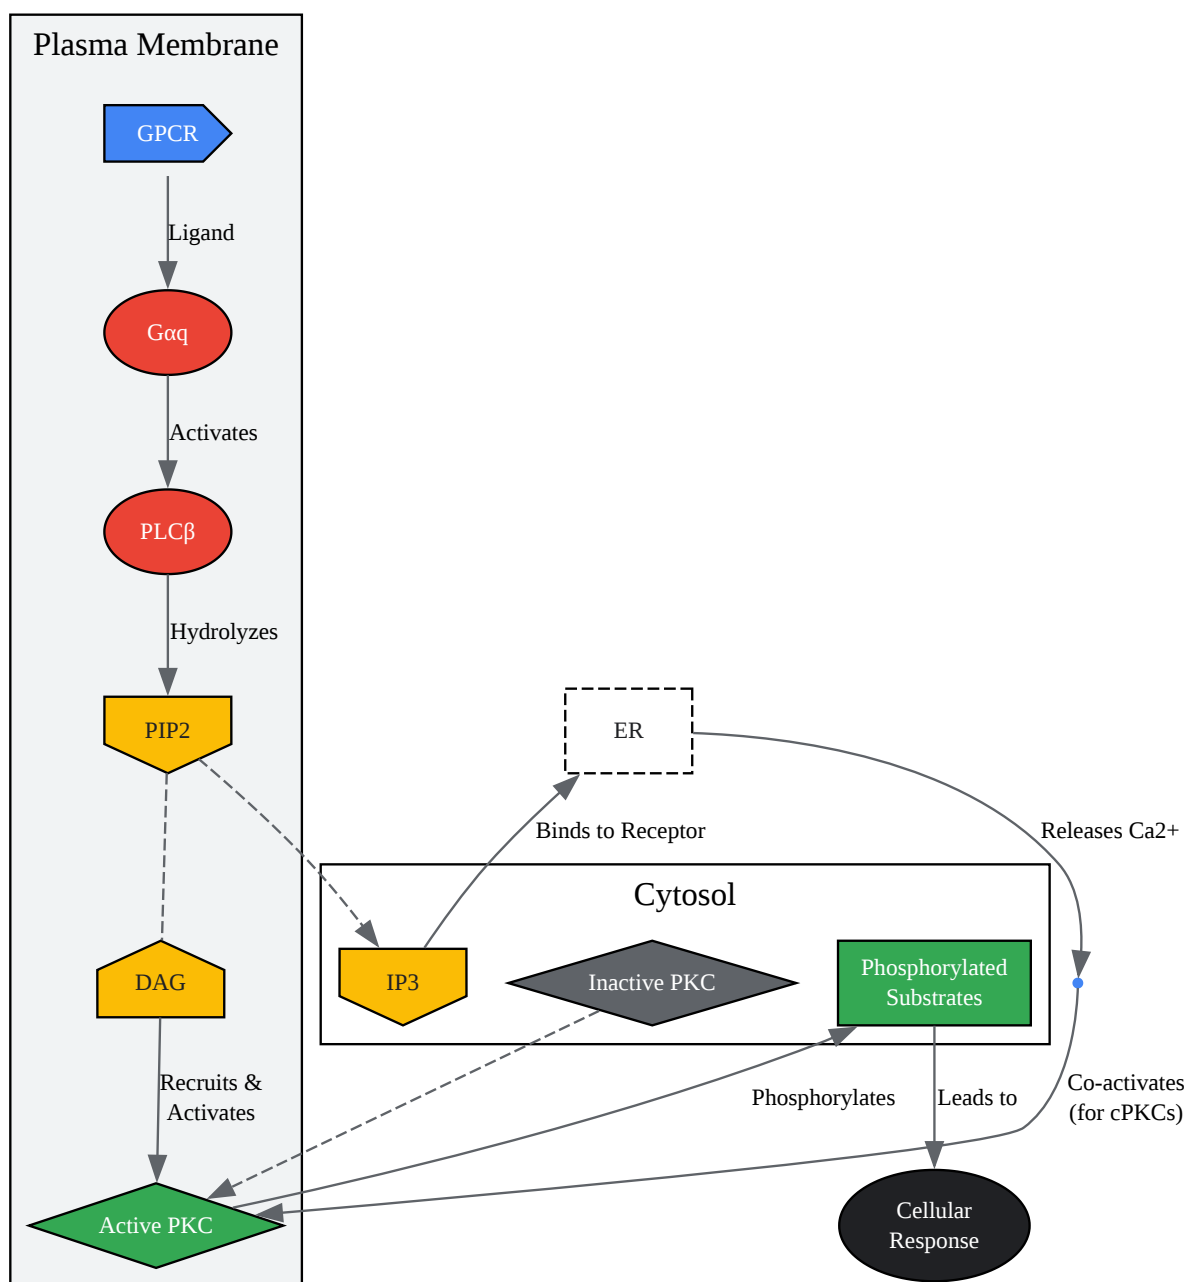 Plasma Membrane
GPCR
Ligand
Gαq
Activates
PLCβ
Hydrolyzes
PIP2
ER
Binds to Receptor
Releases Ca2+
Cytosol
DAG
IP3
Inactive PKC
Phosphorylated
Substrates
Recruits &
Activates
Phosphorylates
Leads to
Co-activates
(for cPKCs)
Active PKC
Cellular
Response